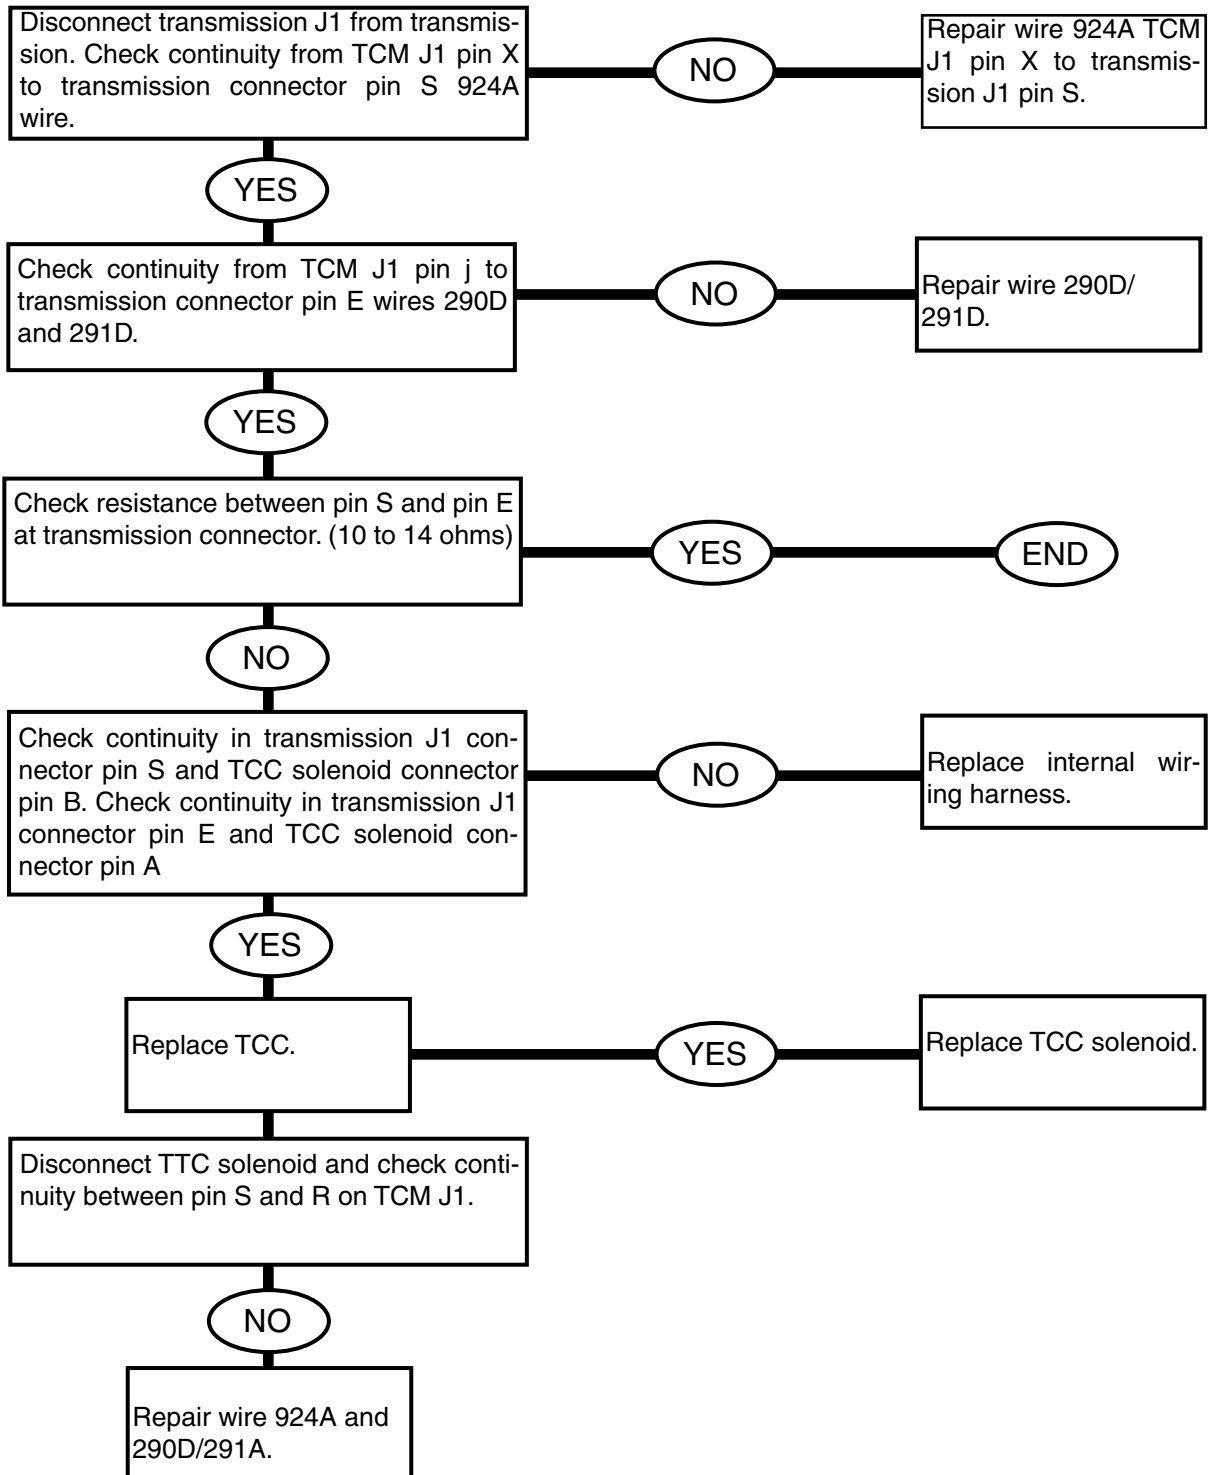 Disconnect transmission J1 from transmis-
sion. Check continuity from TCM J1 pin X
to transmission connector pin S 924A
wire.
NO
Repair wire 924A TCM
J1 pin X to transmis-
sion J1 pin S.
YES
Check continuity from TCM J1 pin j to
transmission connector pin E wires 290D
and 291D.
NO
Repair wire 290D/
291D.
YES
Check resistance between pin S and pin E
at transmission connector. (10 to 14 ohms)
YES
END
NO
Check continuity in transmission J1 con-
nector pin S and TCC solenoid connector
pin B. Check continuity in transmission J1
connector pin E and TCC solenoid con-
nector pin A
NO
Replace internal wir-
ing harness.
YES
Replace TCC.
YES
Replace TCC solenoid.
Disconnect TTC solenoid and check conti-
nuity between pin S and R on TCM J1.
NO
Repair wire 924A and
290D/291A.